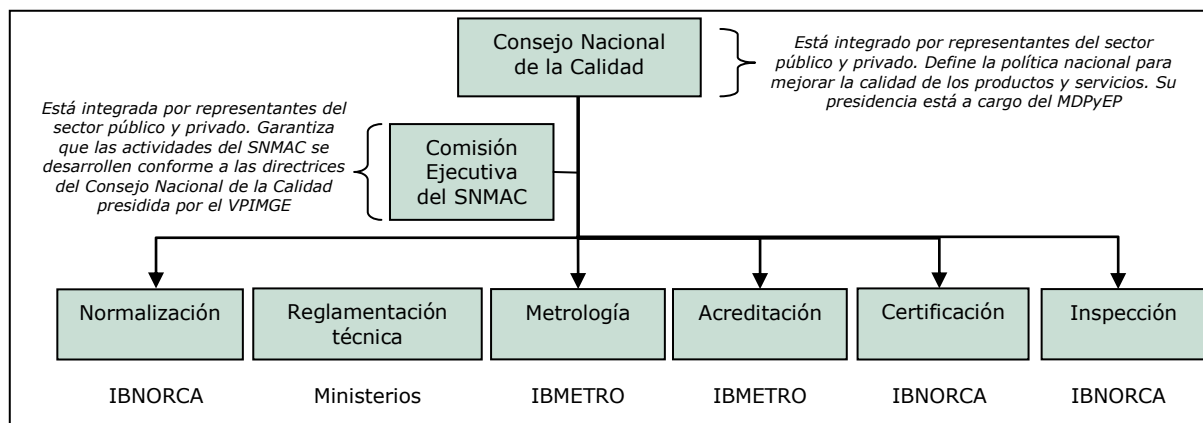 Consejo Nacional
de la Calidad
Está integrado por representantes del sector
público y privado. Define la política nacional para
mejorar la calidad de los productos y servicios. Su
presidencia está a cargo del MDPyEP
Está integrada por representantes del
sector público y privado. Garantiza
que las actividades del SNMAC se
desarrollen conforme a las directrices
del Consejo Nacional de la Calidad
presidida por el VPIMGE
Comisión
Ejecutiva
del SNMAC
Normalización
Reglamentación
técnica
Metrología
Acreditación
Certificación
Inspección
IBNORCA
Ministerios
IBMETRO
IBMETRO
IBNORCA
IBNORCA